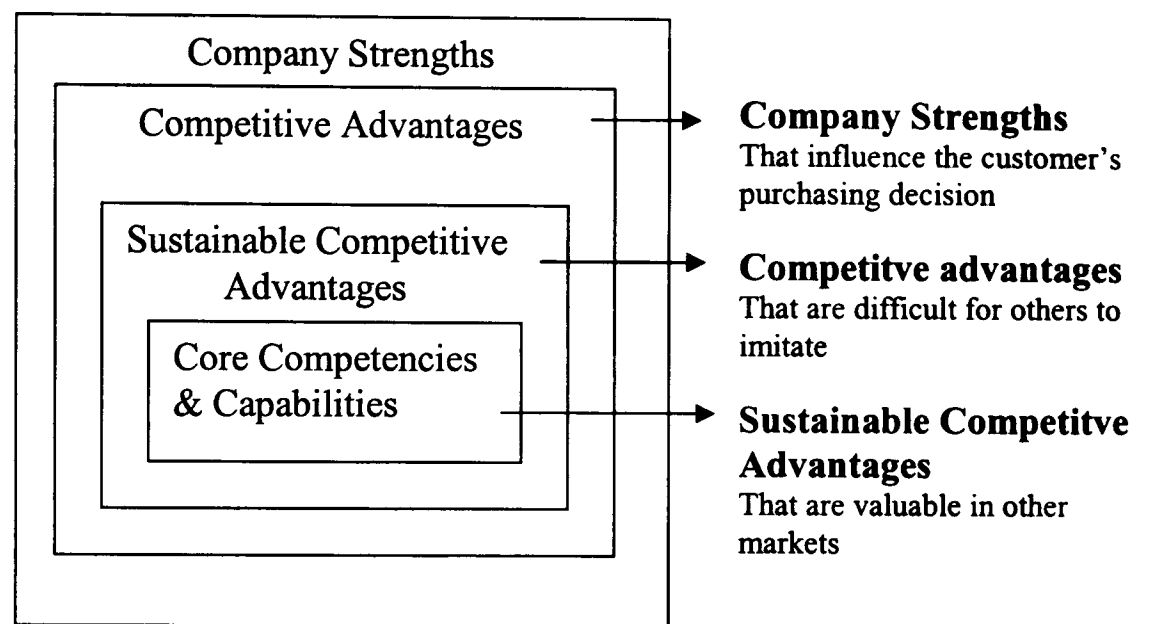 Company Strengths
Competitive Advantages
Sustainable Competitive
Advantages
Core Competencies
& Capabilities
Company Strengths
That influence the customer's
purchasing decision
Competitve advantages
That are difficult for others to
imitate
Sustainable Competitve
Advantages
That are valuable in other
markets